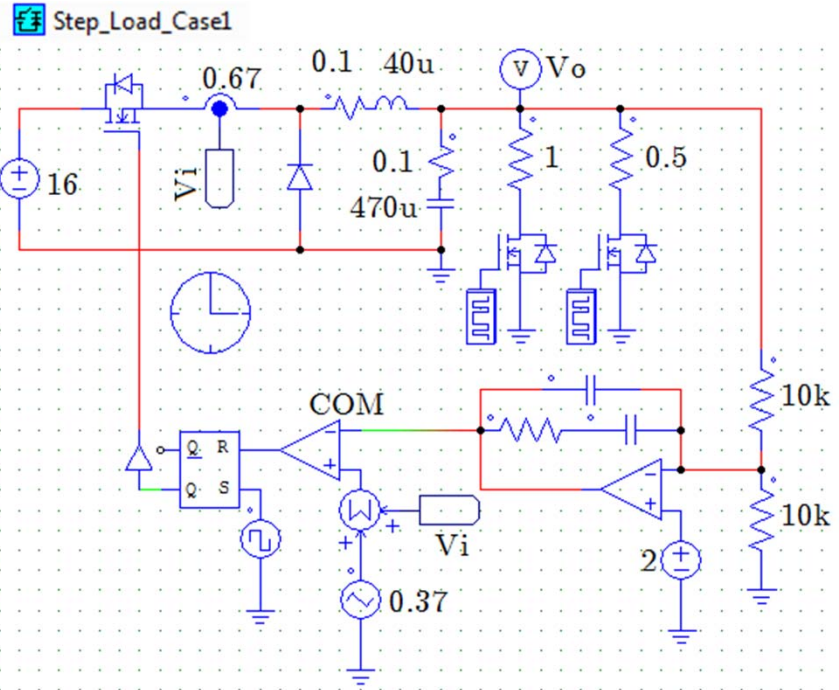 Step_Load_Case1
0.67
0.1 40u
V Vo
16
Vi
0.1
470u
1
0.5
COM
10k
Q R
Q S
Vi
10k
2
0.37